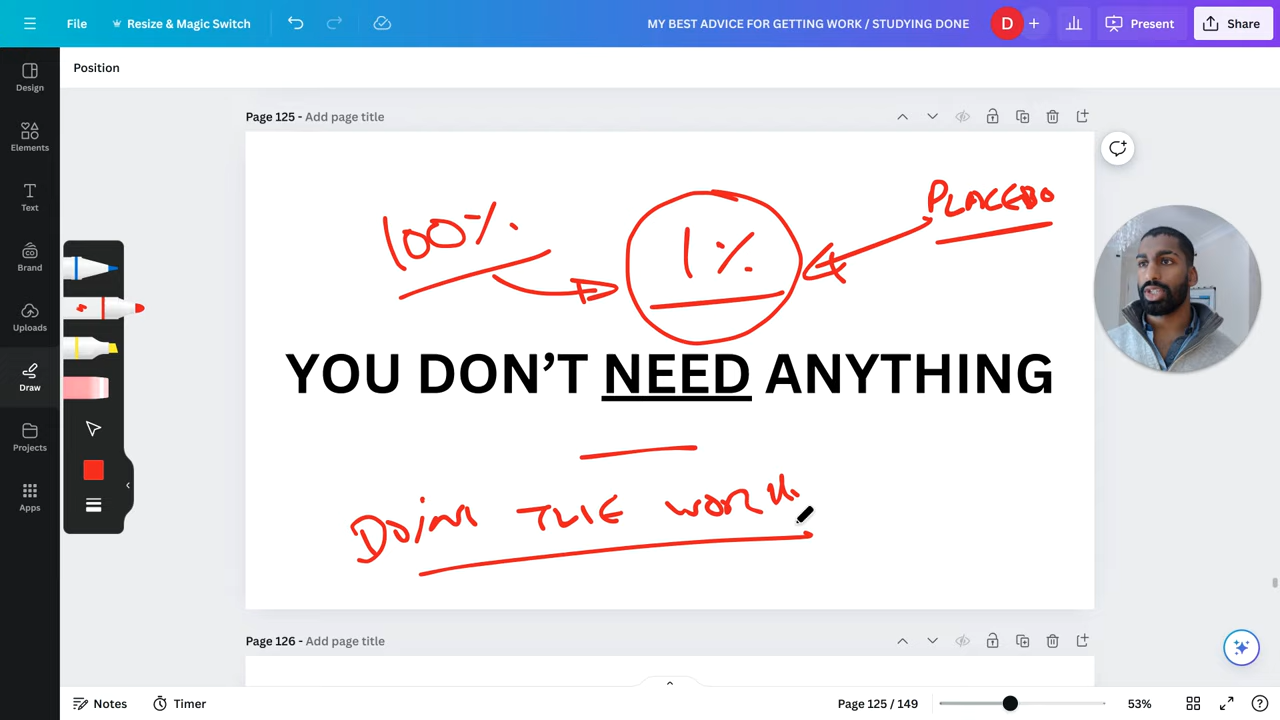 File
Resize & Magic Switch
MY BEST ADVICE FOR GETTING WORK / STUDYING DONE
D
Present
Share
Position
Design
Elements
Text
Brand
Uploads
Draw
Projects
Apps
Page 125 - Add page title
100%
1%
PLACEBO
YOU DON’T NEED ANYTHING
DOING THE WORK
Page 126 - Add page title
Notes
Timer
Page 125 / 149
53%